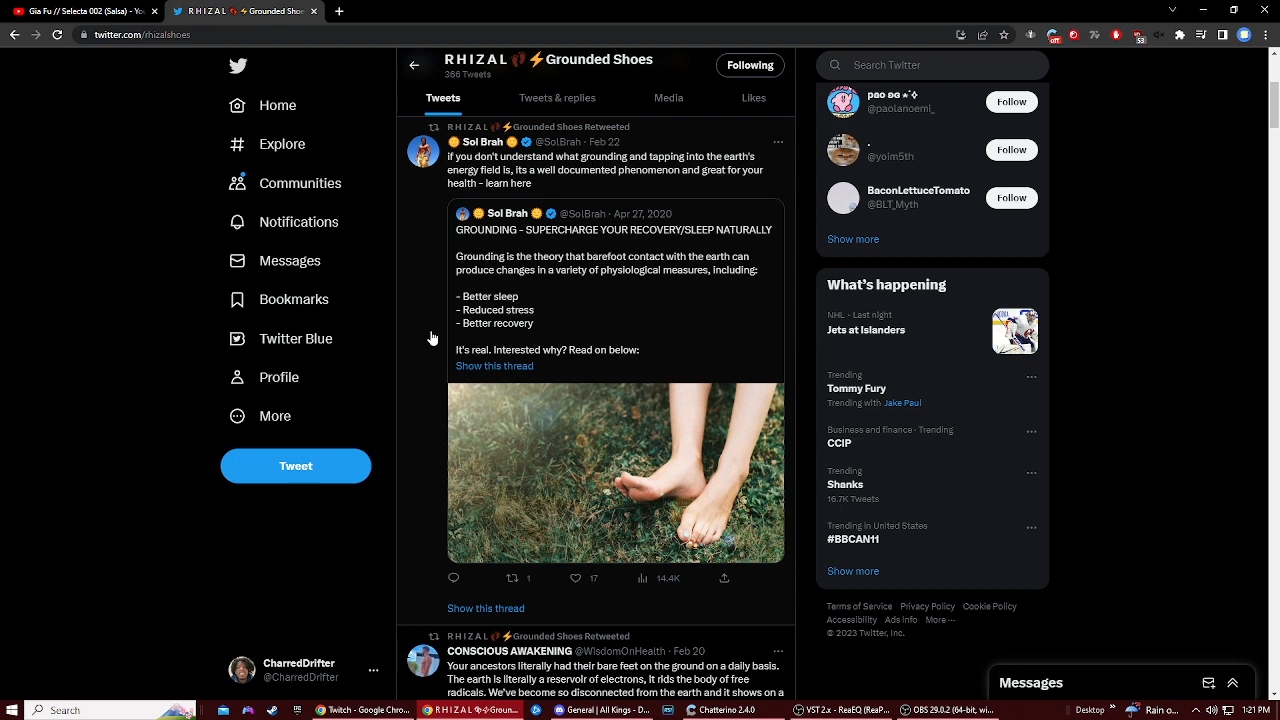 Gia Fu // Selecta 002 (Salsa) - Yo
R H I Z A L ⚡Grounded Shoe
twitter.com/rhizalshoes
R H I Z A L ⚡Grounded Shoes
366 Tweets
Following
Tweets
Tweets & replies
Media
Likes
Home
Explore
Communities
Notifications
Messages
Bookmarks
Twitter Blue
Profile
More
Tweet
CharredDrifter
@CharredDrifter
R H I Z A L ⚡Grounded Shoes Retweeted
Sol Brah @SolBrah · Feb 22
if you don't understand what grounding and tapping into the earth's
energy field is, its a well documented phenomenon and great for your
health - learn here
Sol Brah @SolBrah · Apr 27, 2020
GROUNDING - SUPERCHARGE YOUR RECOVERY/SLEEP NATURALLY
Grounding is the theory that barefoot contact with the earth can
produce changes in a variety of physiological measures, including:
- Better sleep
- Reduced stress
- Better recovery
It's real. Interested why? Read on below:
Show this thread
1
17
14.4K
Show this thread
R H I Z A L ⚡Grounded Shoes Retweeted
CONSCIOUS AWAKENING @WisdomOnHealth · Feb 20
Your ancestors literally had their bare feet on the ground on a daily basis.
The earth is literally a reservoir of electrons, it rids the body of free
radicals. We've become so disconnected from the earth and it shows on a
Search Twitter
@paolanoemi_
Follow
@yoim5th
Follow
BaconLettuceTomato
@BLT_Myth
Follow
Show more
What's happening
NHL · Last night
Jets at Islanders
Trending
Tommy Fury
Trending with Jake Paul
Business and finance · Trending
CCIP
Trending
Shanks
16.7K Tweets
Trending in United States
#BBCAN11
Show more
Terms of Service Privacy Policy Cookie Policy
Accessibility Ads info More ···
© 2023 Twitter, Inc.
Messages
Search
Twitch - Google Chro
R H I Z A L ⚡Groun
General | All Kings - D
Chatterino 2.4.0
VST 2x - ReaEQ (ReaP
OBS 29.0.2 (64-bit, wi
Desktop
Rain o
1:21 PM